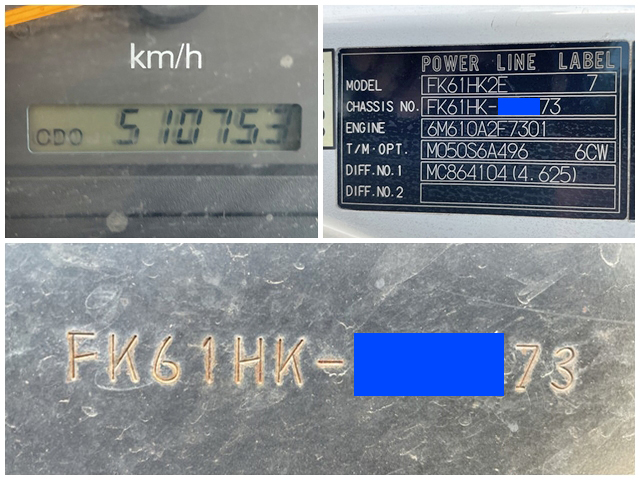 km/h
ODO 510753
POWER LINE LABEL
MODEL FK61HK2E 7
CHASSIS NO. FK61HK- 73
ENGINE 6M610A2F7301
T/M·OPT. M050S6A496 6CW
DIFF.NO.1 MC864104(4.625)
DIFF.NO.2
FK61HK- 73